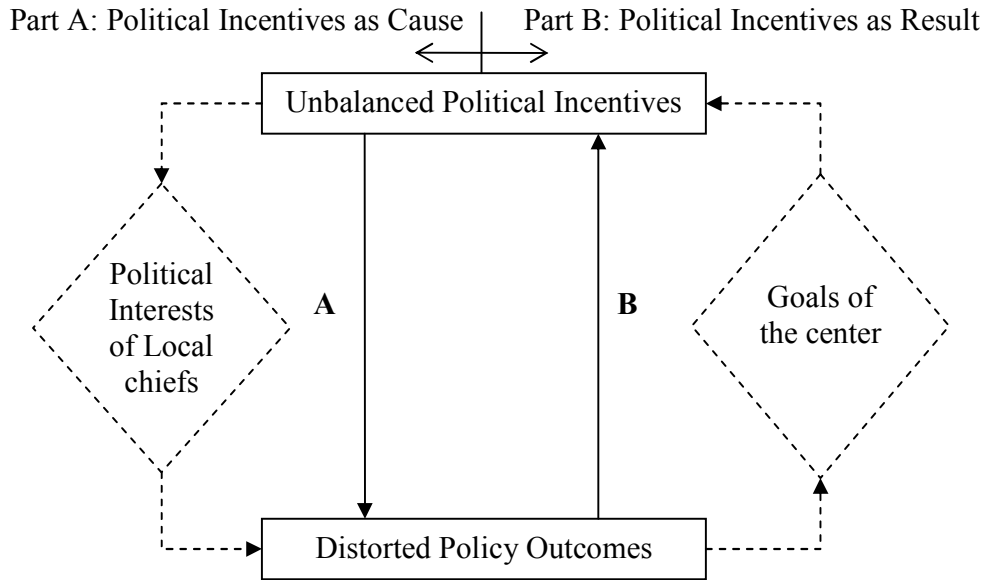 Part A: Political Incentives as Cause
Part B: Political Incentives as Result
Unbalanced Political Incentives
Political
Interests
of Local
chiefs
A
B
Goals of
the center
Distorted Policy Outcomes